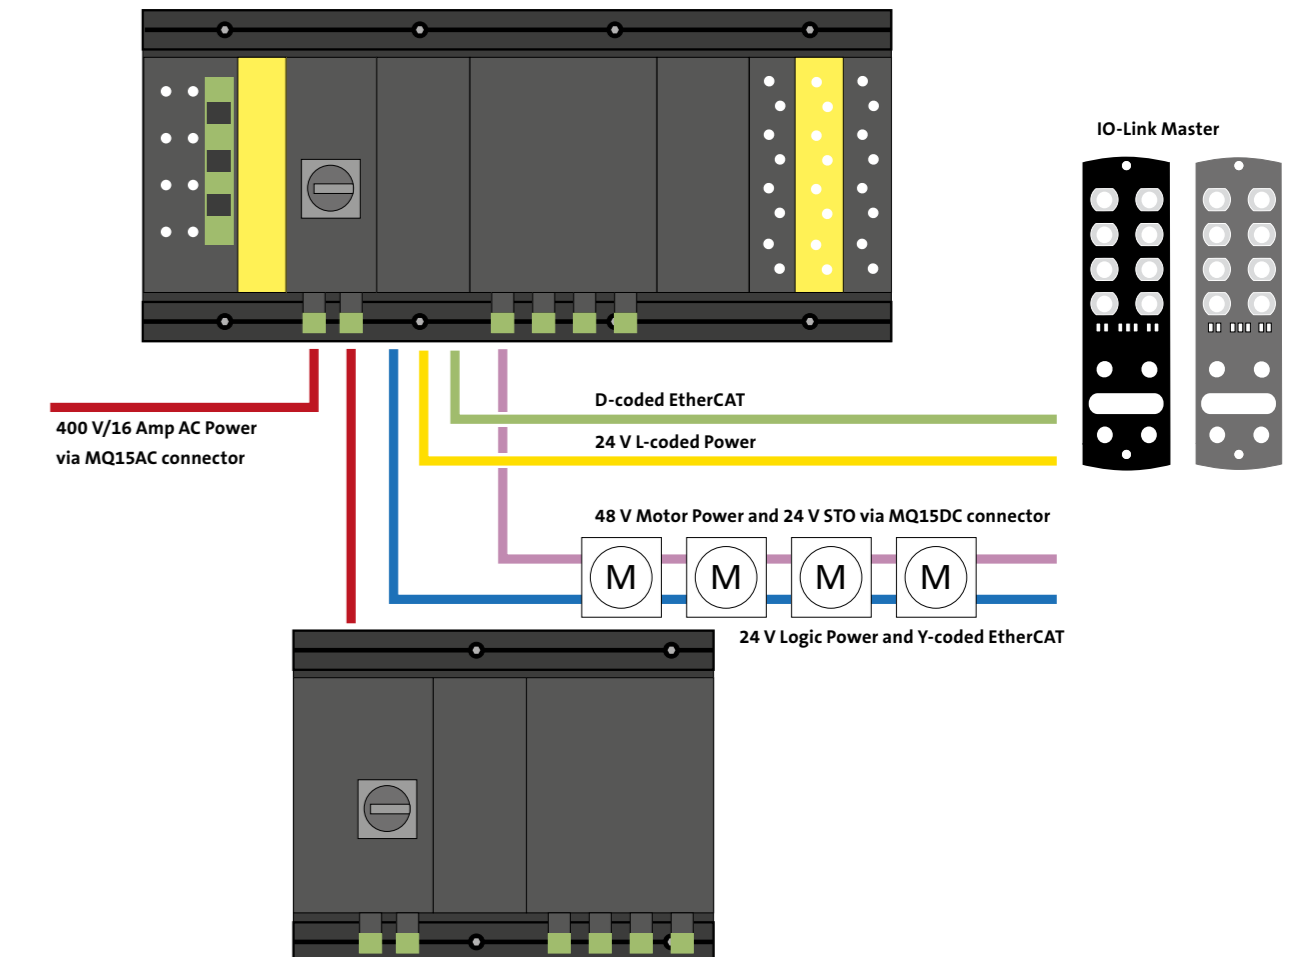 IO-Link Master
D-coded EtherCAT
400 V/16 Amp AC Power
via MQ15AC connector
24 V L-coded Power
48 V Motor Power and 24 V STO via MQ15DC connector
M M M M
24 V Logic Power and Y-coded EtherCAT